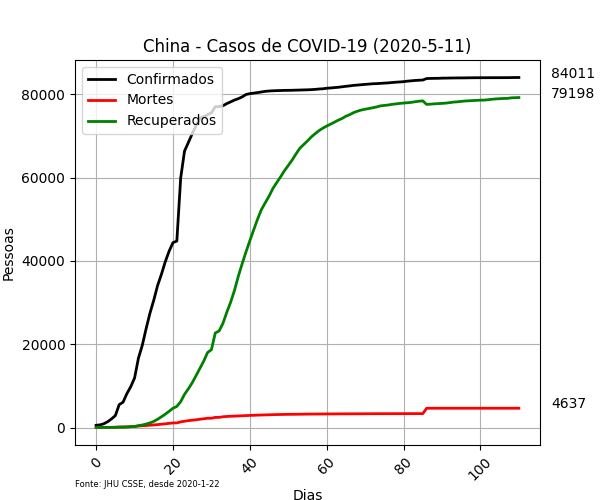 China - Casos de COVID-19 (2020-5-11)
Confirmados
Mortes
Recuperados
84011
79198
4637
Pessoas
80000
60000
40000
20000
0
0
20
40
60
80
100
Fonte: JHU CSSE, desde 2020-1-22
Dias